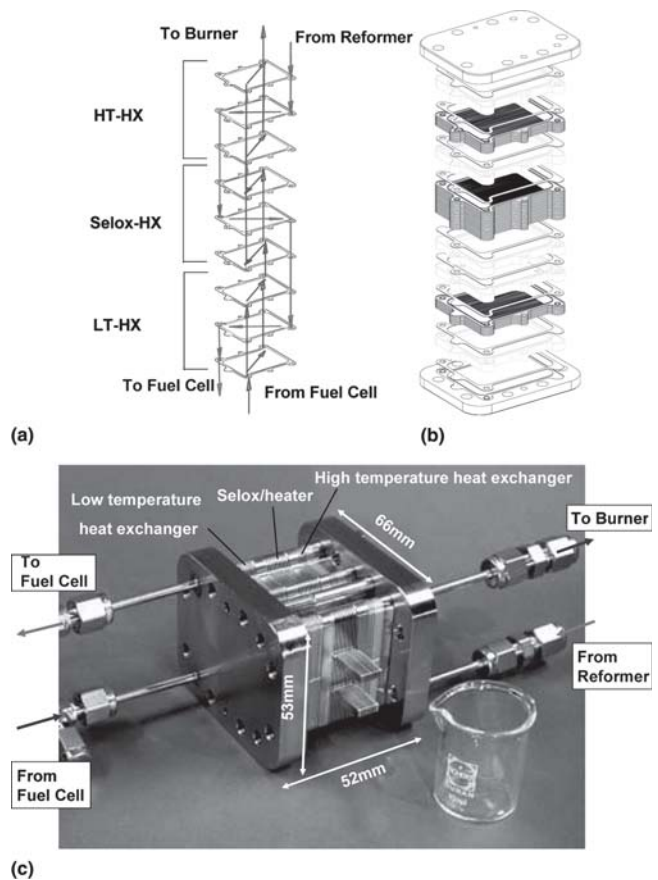 To Burner
From Reformer
HT-HX
Selox-HX
LT-HX
To Fuel Cell
From Fuel Cell
(a)
(b)
High temperature heat exchanger
Selox/heater
Low temperature
heat exchanger
66mm
To Burner
To
Fuel Cell
From
Reformer
53mm
52mm
From
Fuel Cell
(c)